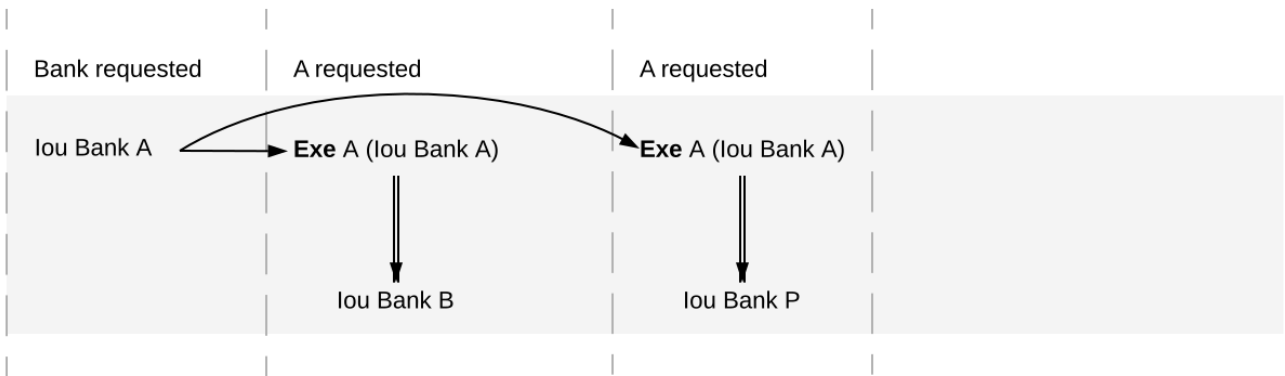 Bank requested
A requested
A requested
Iou Bank A
Exe A (Iou Bank A)
Exe A (Iou Bank A)
Iou Bank B
Iou Bank P